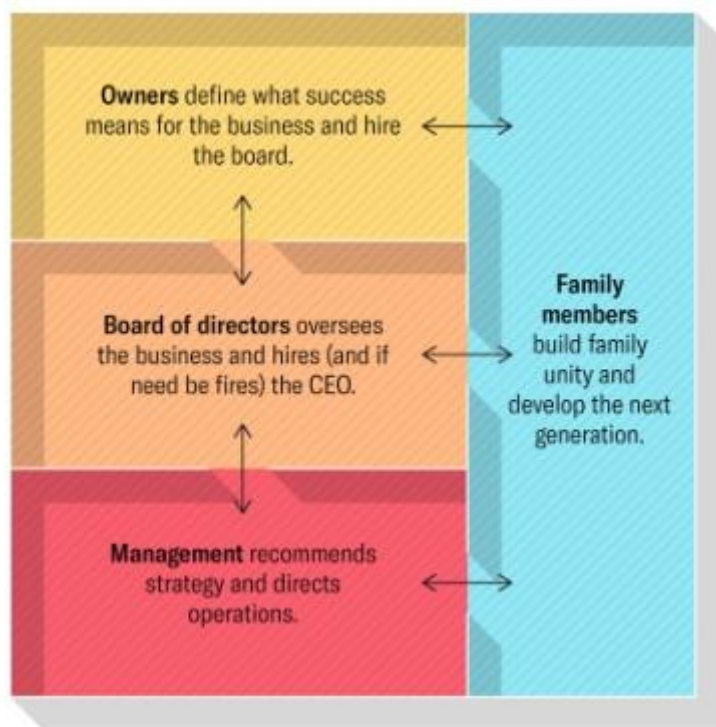 Owners define what success
means for the business and hire
the board.
Board of directors oversees
the business and hires (and if
need be fires) the CEO.
Management recommends
strategy and directs
operations.
Family
members
build family
unity and
develop the next
generation.